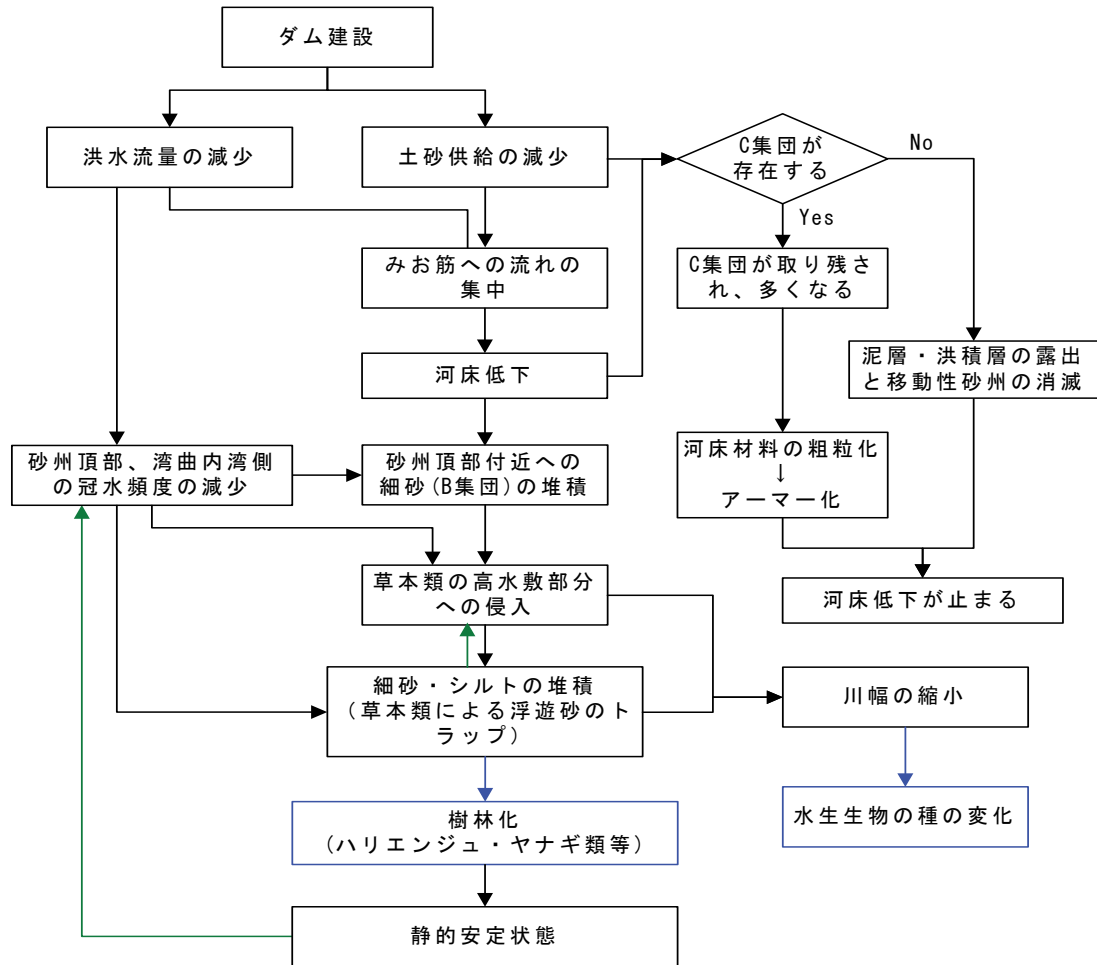 ダム建設
洪水流量の減少
土砂供給の減少
C集団が
存在する
No
Yes
みお筋への流れの
集中
C集団が取り残さ
れ、多くなる
河床低下
泥層・洪積層の露出
と移動性砂州の消滅
砂州頂部、湾曲内湾側
の冠水頻度の減少
砂州頂部付近への
細砂(B集団)の堆積
河床材料の粗粒化
↓
アーマー化
草本類の高水敷部分
への侵入
河床低下が止まる
細砂・シルトの堆積
(草本類による浮遊砂のト
ラップ)
川幅の縮小
樹林化
(ハリエンジュ・ヤナギ類等)
水生生物の種の変化
静的安定状態